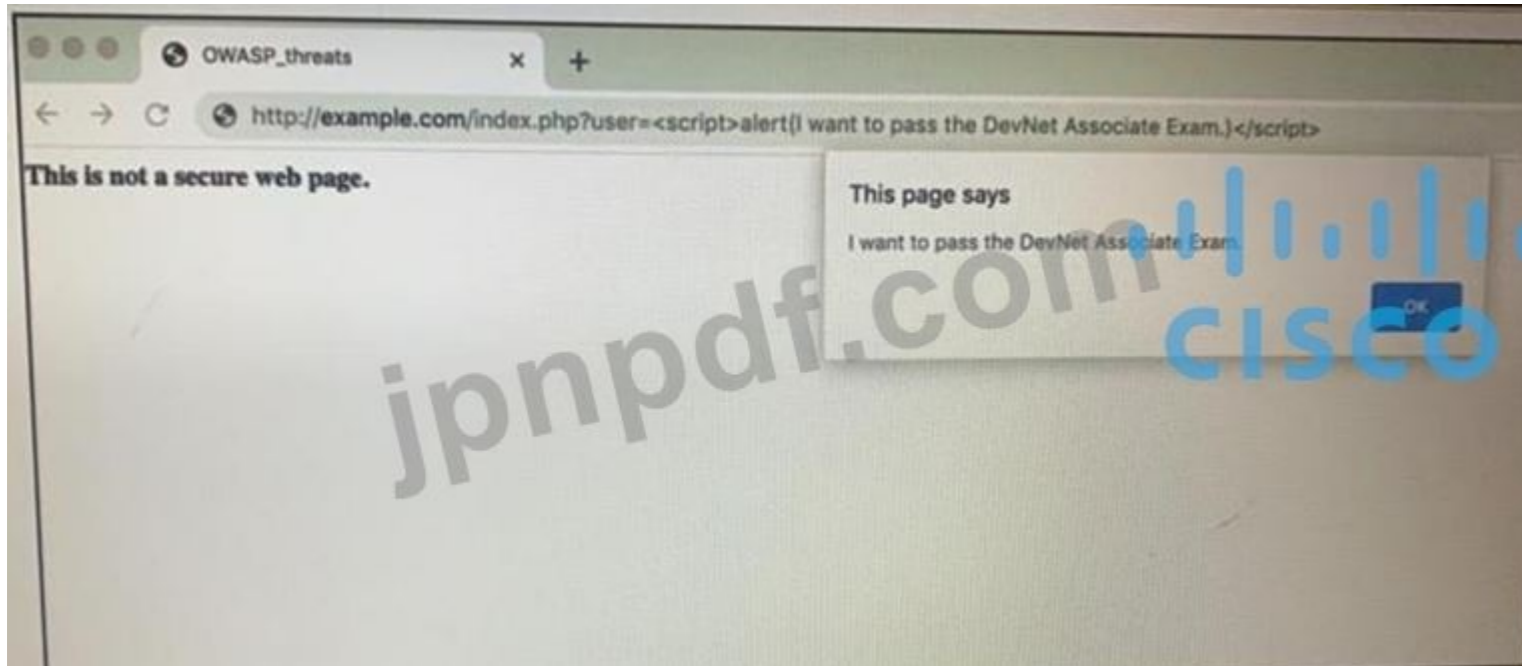 OWASP_threats
http://example.com/index.php?user=<script>alert(I want to pass the DevNet Associate Exam.)</script>
This is not a secure web page.
This page says
I want to pass the DevNet Associate Exam.
OK
CISCO
jpnpdf.com